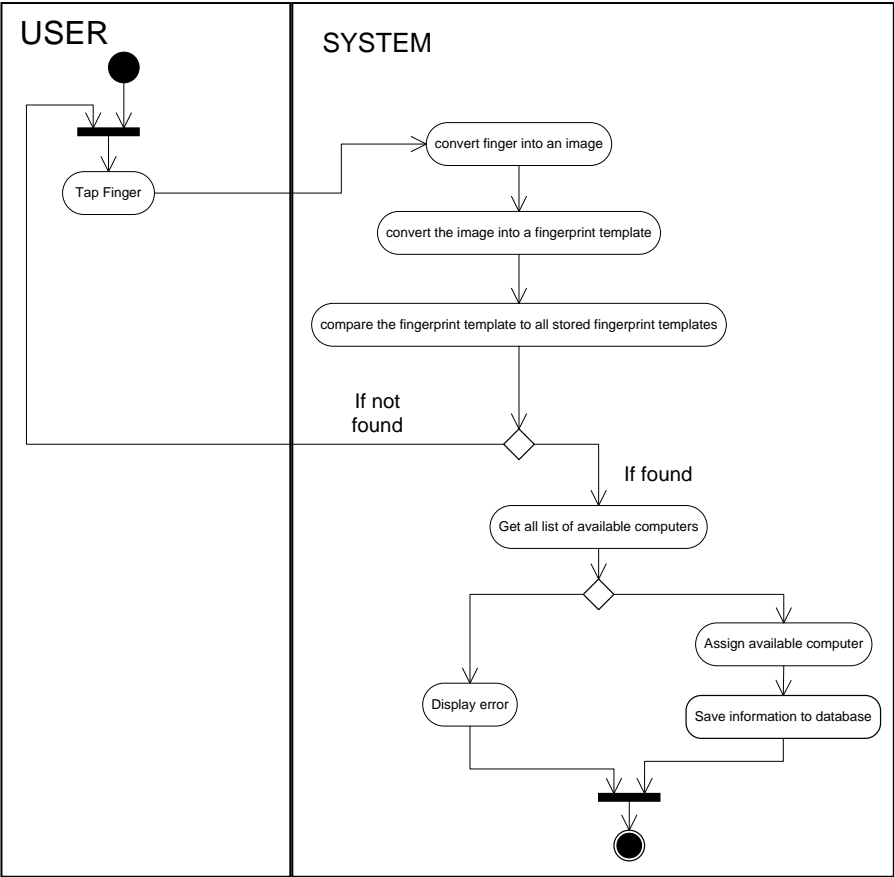 USER
SYSTEM
convert finger into an image
Tap Finger
convert the image into a fingerprint template
compare the fingerprint template to all stored fingerprint templates
If not
found
If found
Get all list of available computers
Assign available computer
Display error
Save information to database